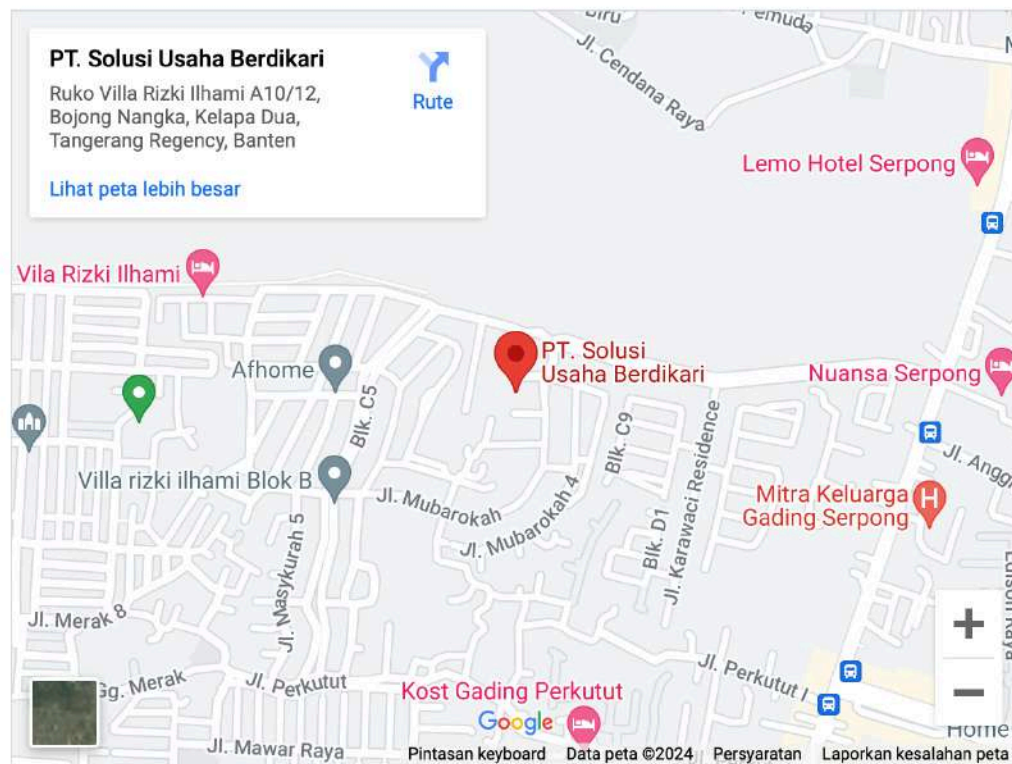 PT. Solusi Usaha Berdikari
Ruko Villa Rizki Ilhami A10/12,
Bojong Nangka, Kelapa Dua,
Tangerang Regency, Banten
Rute
Lihat peta lebih besar
Jl. Cendana Raya
Lemo Hotel Serpong
Vila Rizki Ilhami
Afhome
PT. Solusi
Usaha Berdikari
Nuansa Serpong
Blk. C5
Blk. C9
Jl. Karawaci Residence
Villa rizki ilhami Blok B
Jl. Mubarokah
Jl. Mubarokah 4
Blk. D1
Mitra Keluarga
Gading Serpong
H
Jl. Masykurah 5
Jl. Merak 8
Gg. Merak
Jl. Perkutut
Jl. Perkutut I
Kost Gading Perkutut
Google
Home
Jl. Mawar Raya
Pintasan keyboard
Data peta ©2024
Persyaratan
Laporkan kesalahan peta